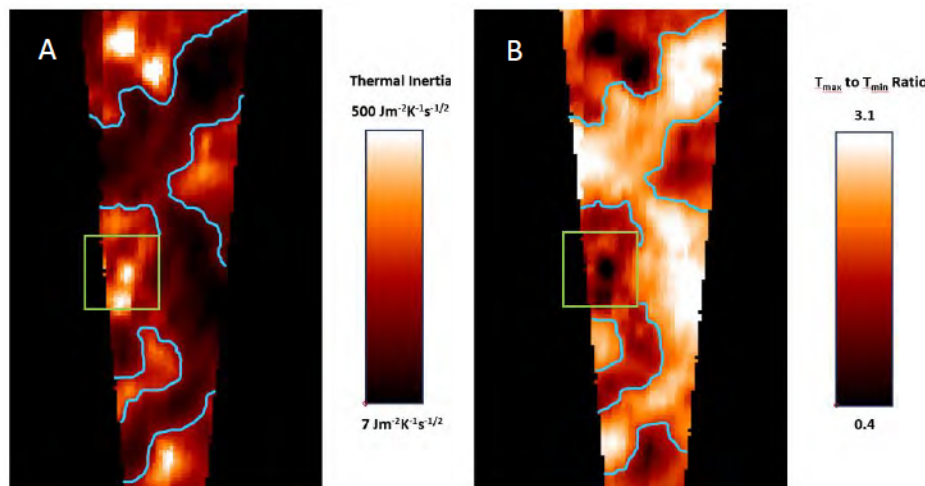 A
Thermal Inertia
500 Jm⁻²K⁻¹s⁻¹/²
7 Jm⁻²K⁻¹s⁻¹/²
B
Tmax to Tmin Ratio
3.1
0.4